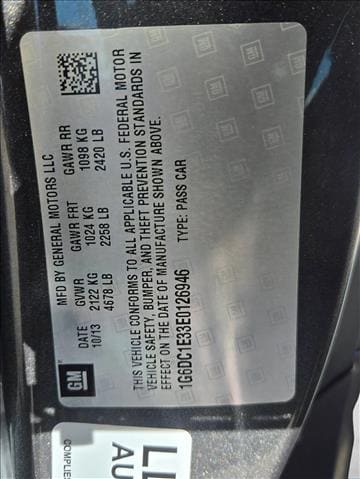 MFD BY GENERAL MOTORS LLC
DATE GVWR GAWR FRT GAWR RR
10/13 2122 KG 1024 KG 1098 KG
4678 LB 2258 LB 2420 LB
THIS VEHICLE CONFORMS TO ALL APPLICABLE U.S. FEDERAL MOTOR
VEHICLE SAFETY, BUMPER, AND THEFT PREVENTION STANDARDS IN
EFFECT ON THE DATE OF MANUFACTURE SHOWN ABOVE.
1G6DC1E33E0126946 TYPE: PASS CAR
GM
COMPLIE
AU